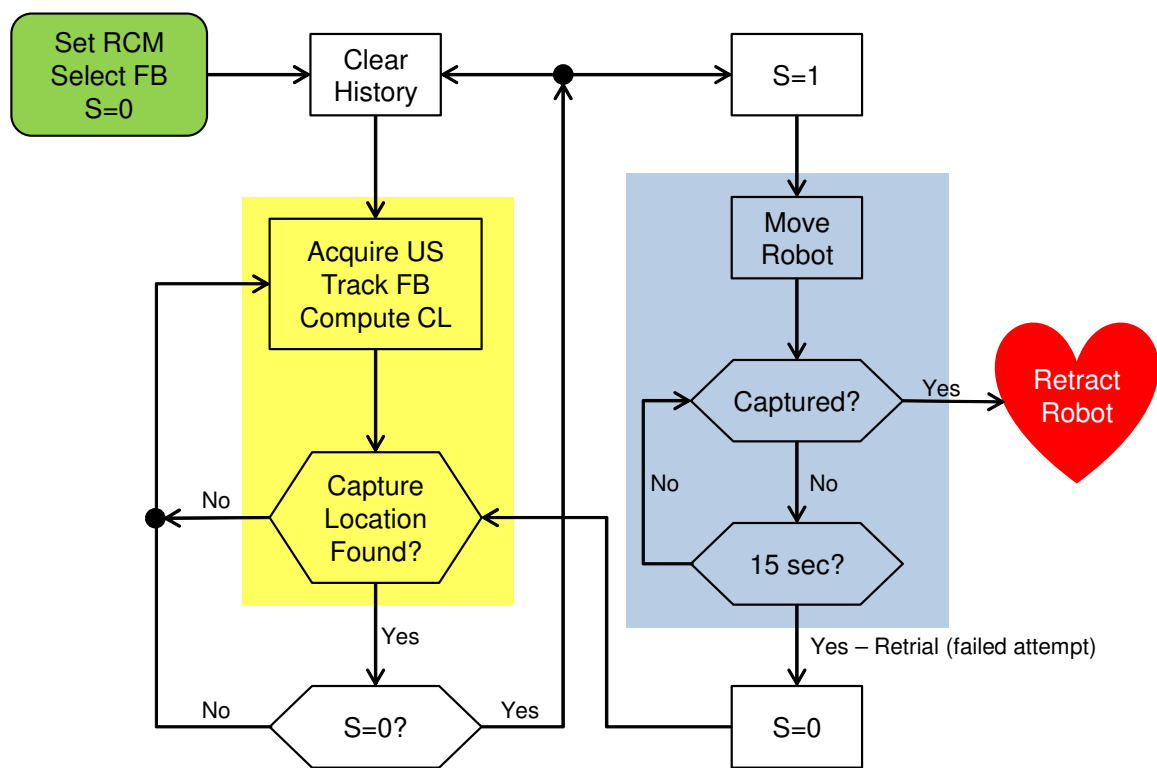 Set RCM
Select FB
S=0
Clear
History
S=1
Acquire US
Track FB
Compute CL
Move
Robot
Captured?
Yes
Retract
Robot
No
Capture
Location
Found?
No
No
15 sec?
Yes
Yes – Retrial (failed attempt)
No
S=0?
Yes
S=0